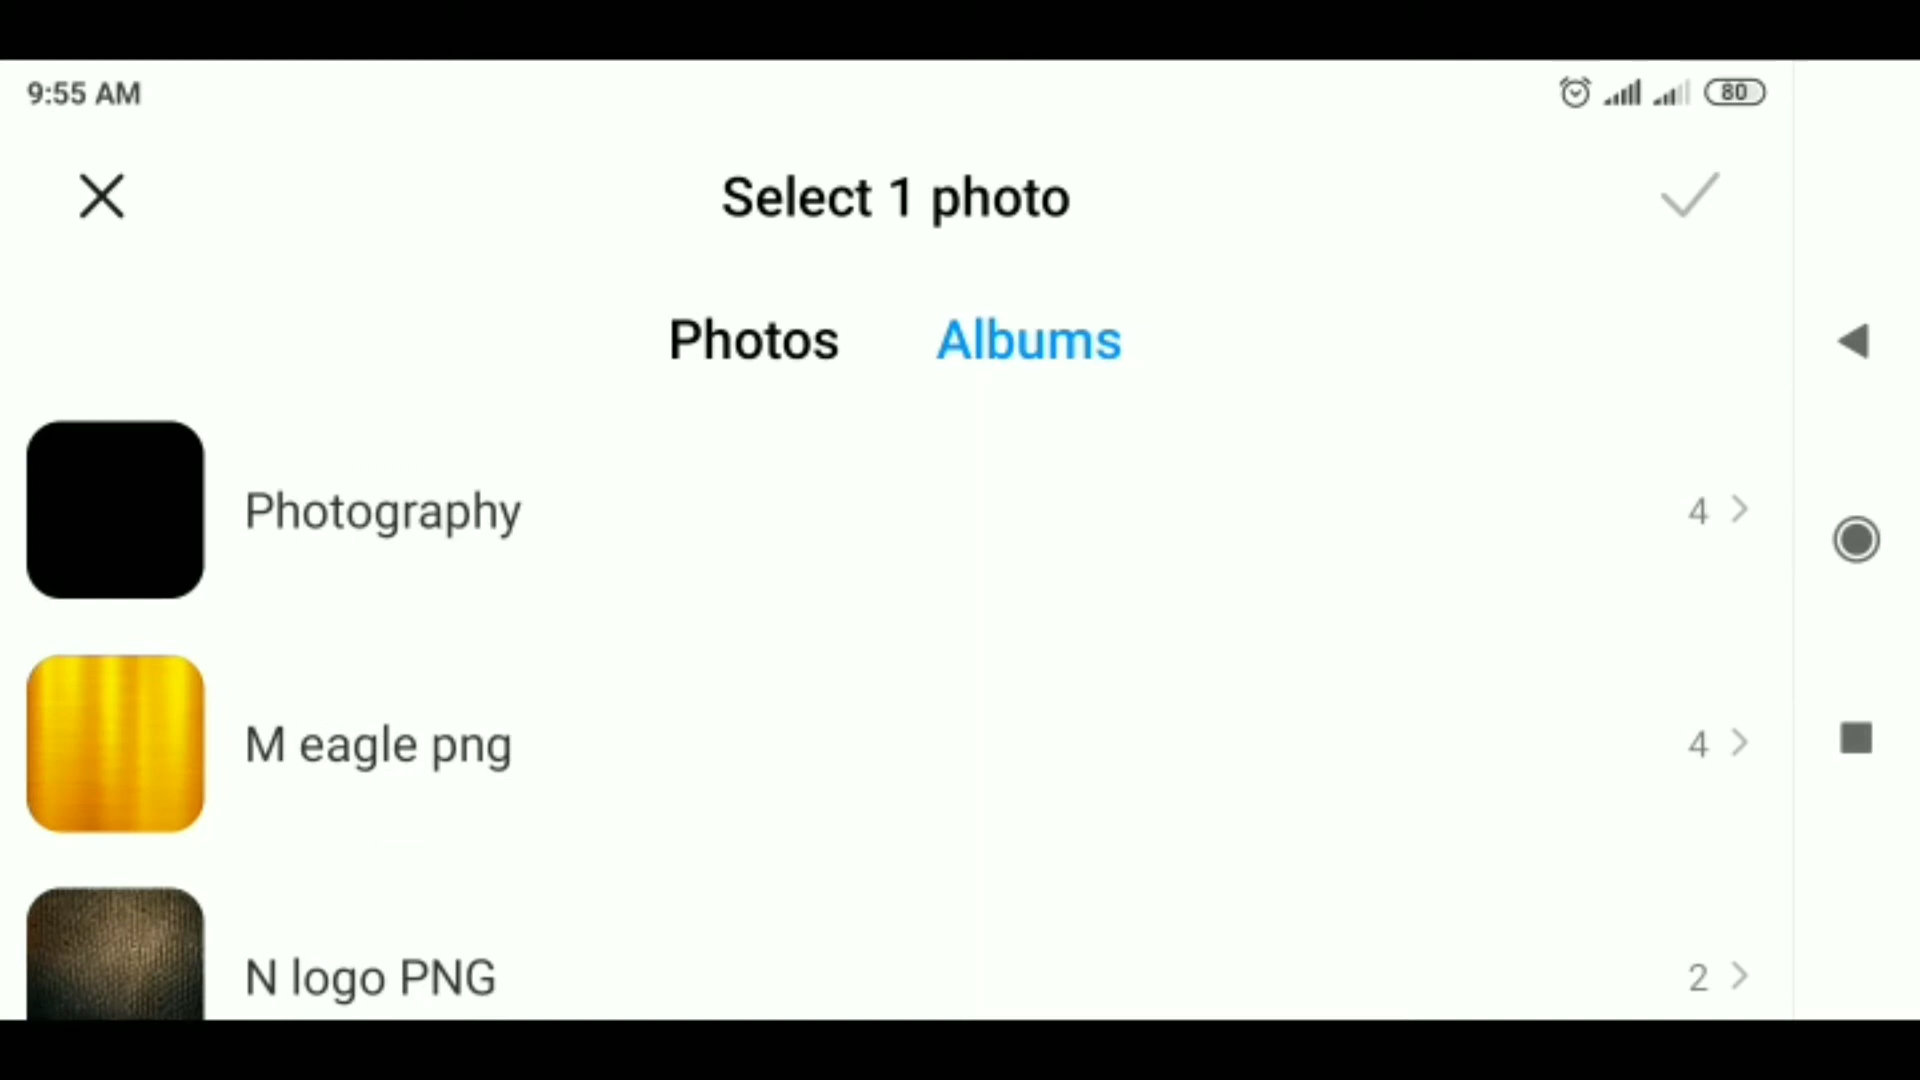 9:55 AM
80
Select 1 photo
Photos Albums
Photography 4
M eagle png 4
N logo PNG 2